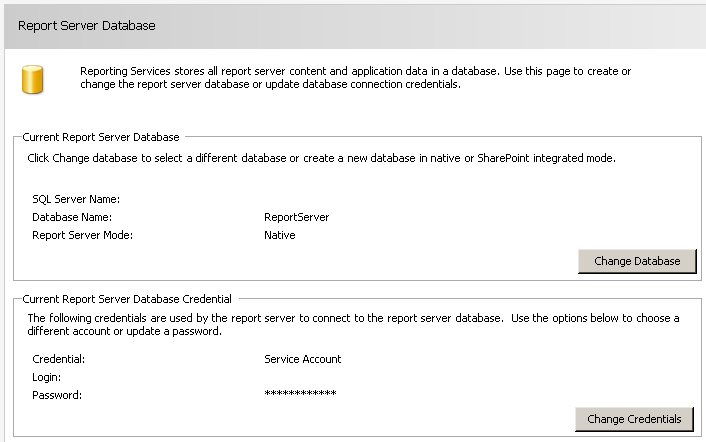 Report Server Database
Reporting Services stores all report server content and application data in a database. Use this page to create or
change the report server database or update database connection credentials.
Current Report Server Database
Click Change database to select a different database or create a new database in native or SharePoint integrated mode.
SQL Server Name:
Database Name: ReportServer
Report Server Mode: Native
Change Database
Current Report Server Database Credential
The following credentials are used by the report server to connect to the report server database. Use the options below to choose a
different account or update a password.
Credential: Service Account
Login:
Password: ************
Change Credentials